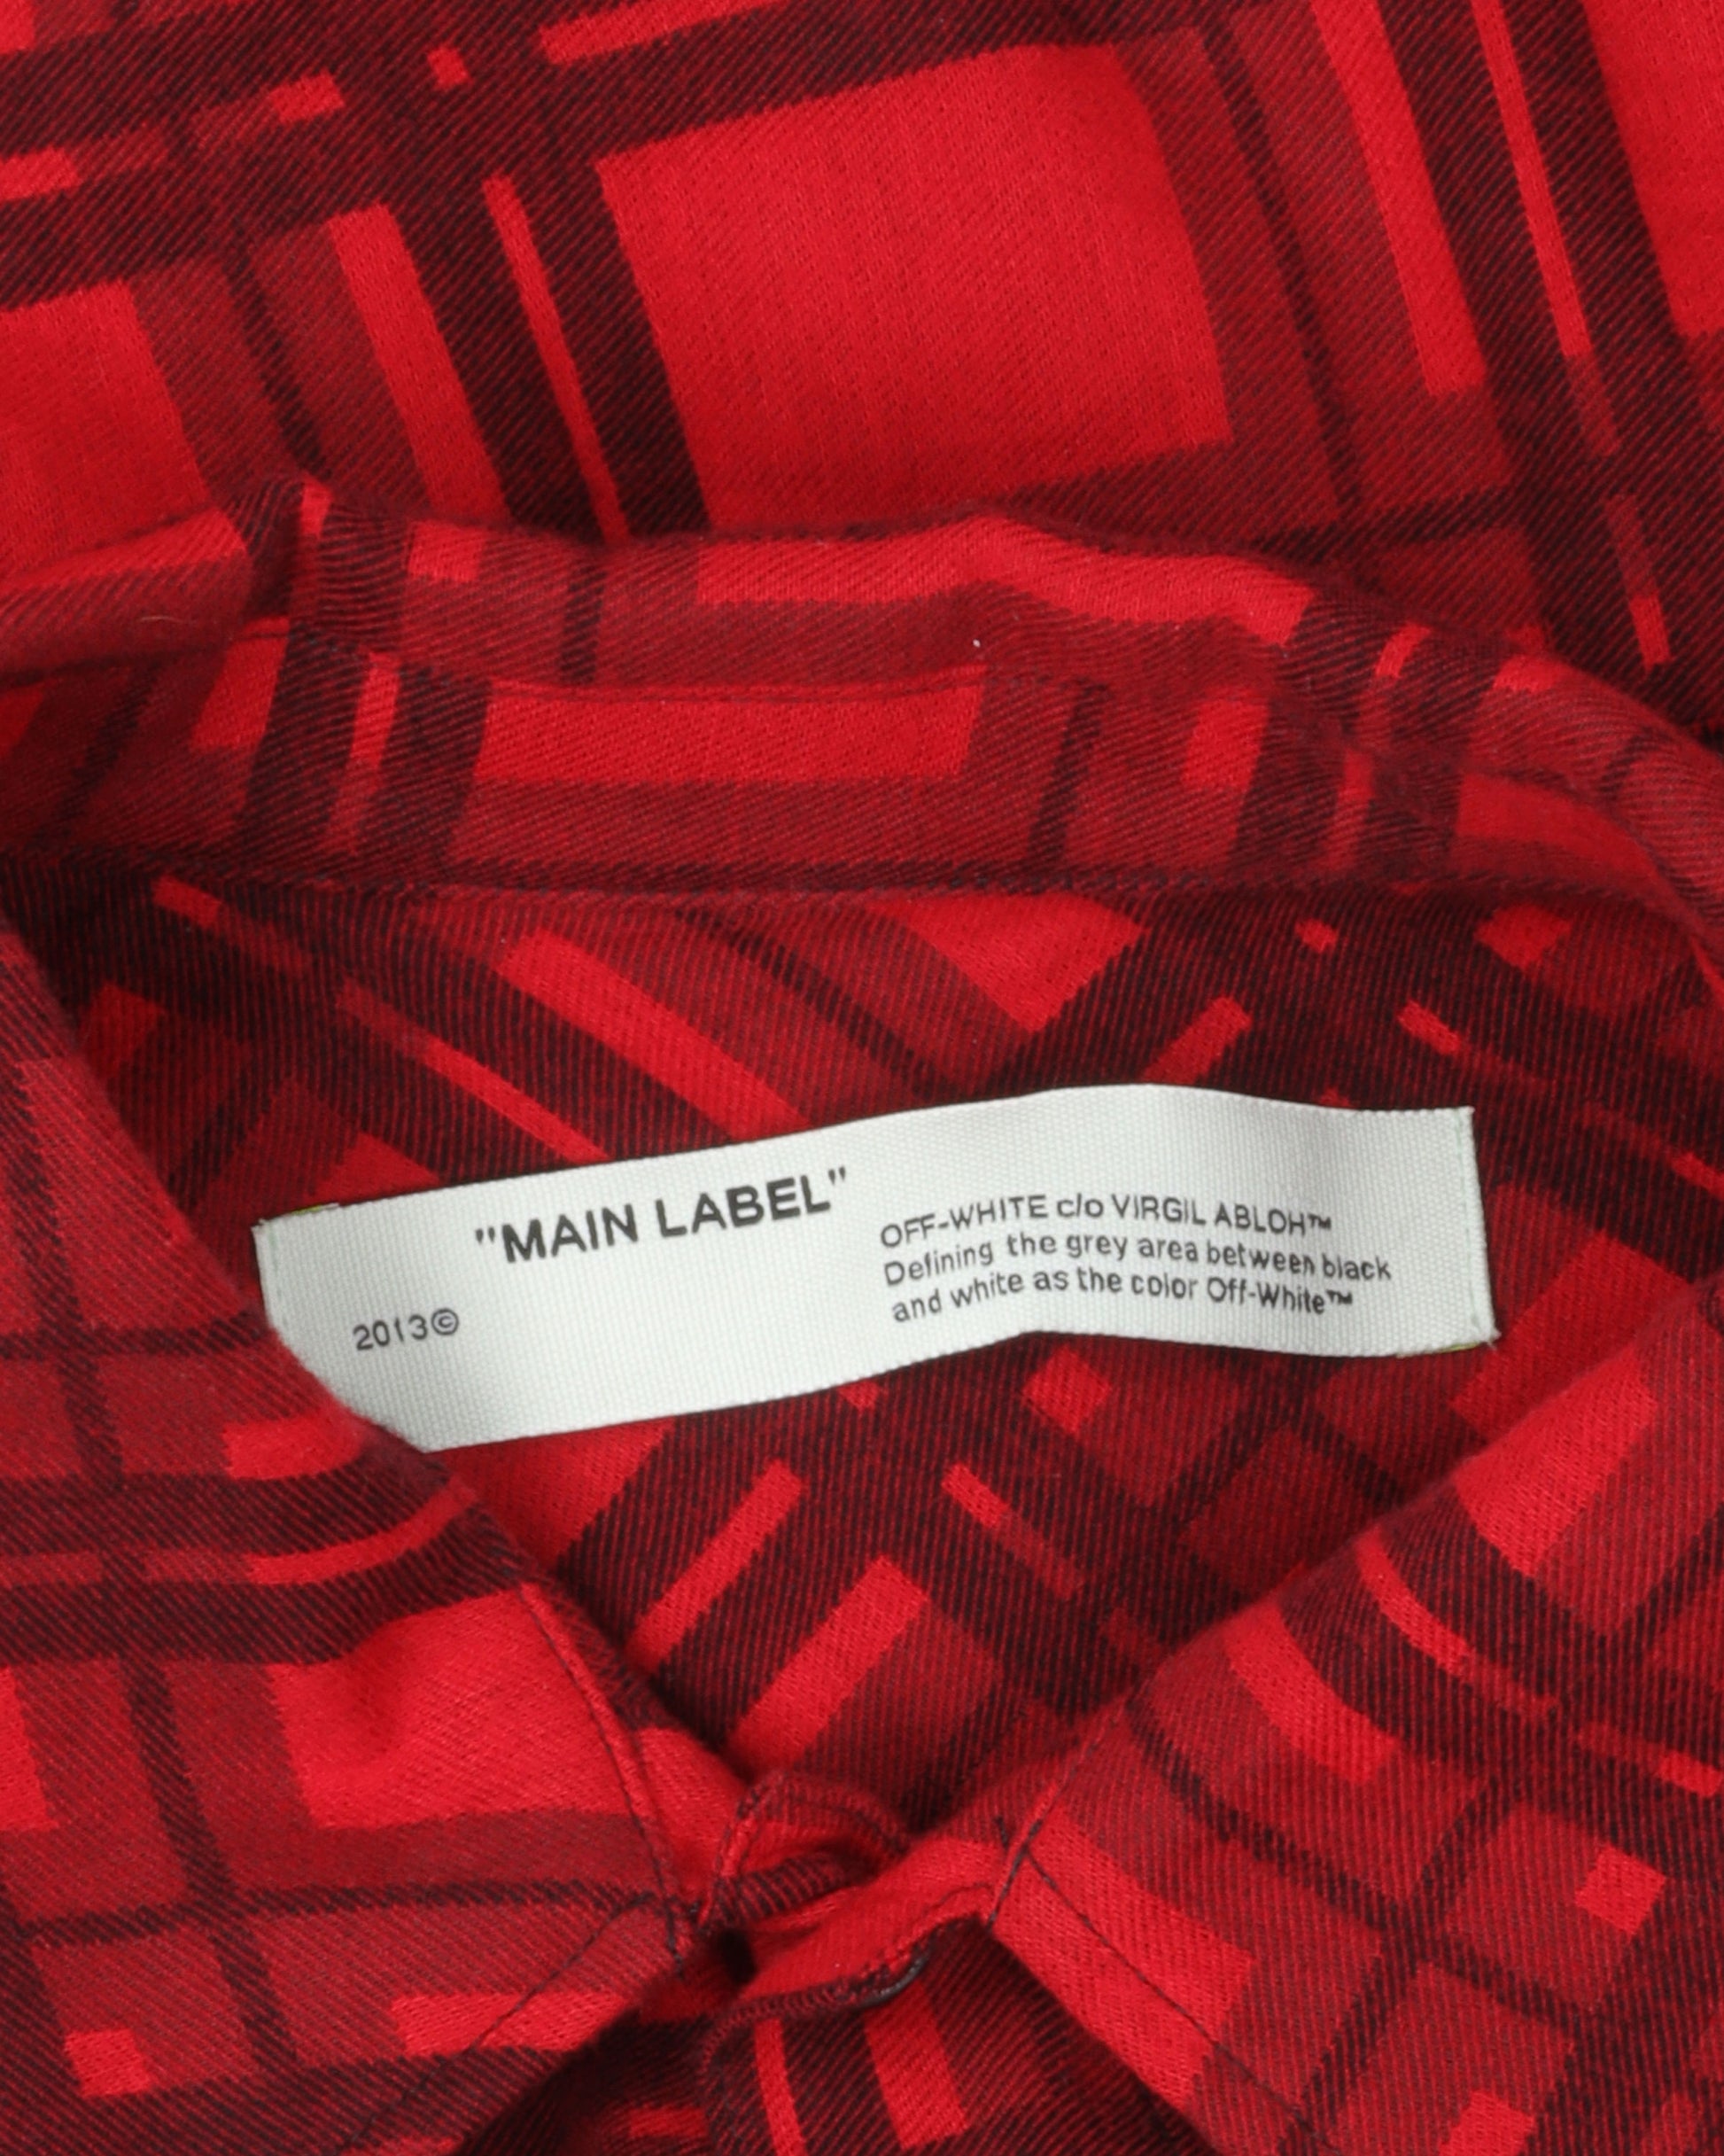 "MAIN LABEL"
2013©
OFF-WHITE c/o VIRGIL ABLOH™
Defining the grey area between black
and white as the color Off-White™